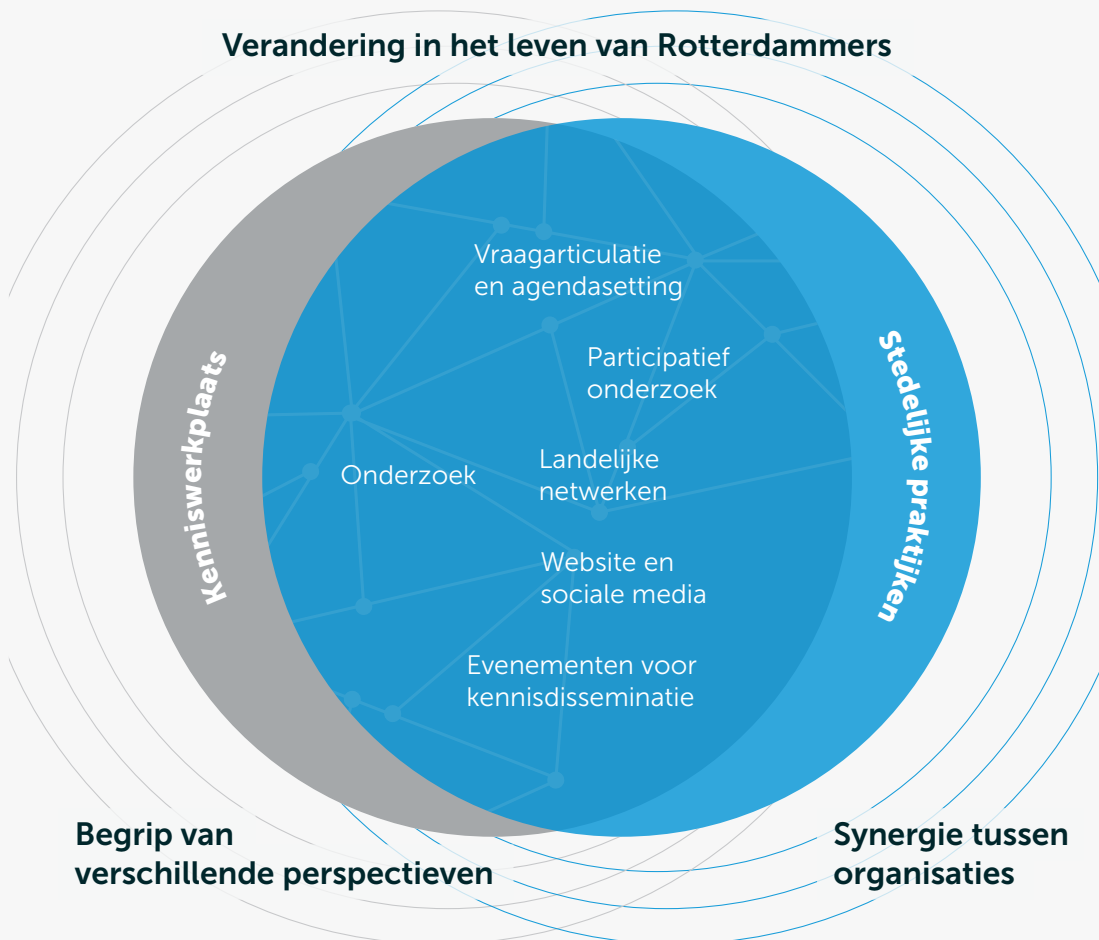 Verandering in het leven van Rotterdammers
Vraagarticulatie
en agendasetting
Participatief
onderzoek
Kenniswerkplaats
Stedelijke praktijken
Onderzoek
Landelijke
netwerken
Website en
sociale media
Evenementen voor
kennisdisseminatie
Begrip van
verschillende perspectieven
Synergie tussen
organisaties